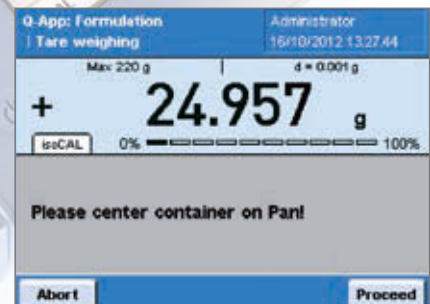 Q-App: Formulation
Administrator
| Tare weighing
16/10/2012 13.27.44
Max 220 g
d = 0.001 g
+ 24.957 g
isoCAL
0%
100%
Please center container on Pan!
Abort
Proceed